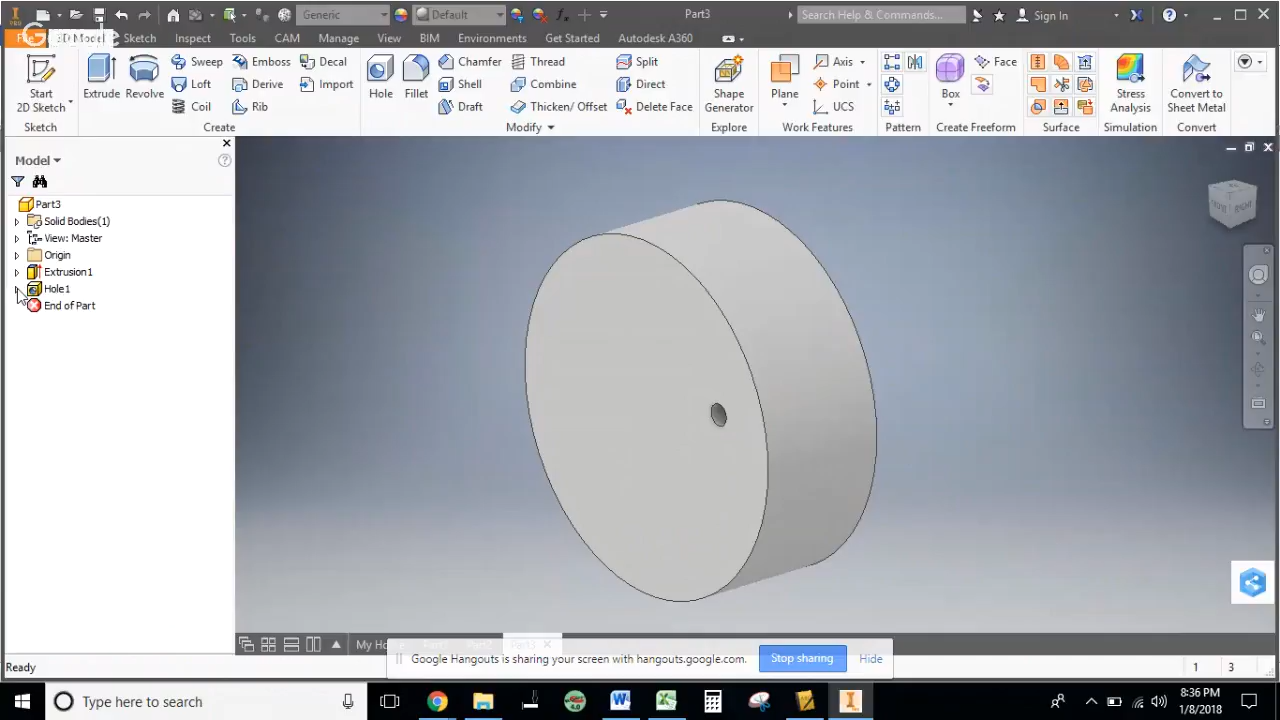 Generic
Default
Part3
Search Help & Commands...
Sign In
3D Model
Sketch
Inspect
Tools
CAM
Manage
View
BIM
Environments
Get Started
Autodesk A360
Start
2D Sketch
Extrude
Revolve
Sweep
Loft
Coil
Emboss
Derive
Rib
Decal
Import
Hole
Fillet
Chamfer
Shell
Draft
Thread
Combine
Thicken/ Offset
Split
Direct
Delete Face
Shape
Generator
Plane
Axis
Point
UCS
Box
Face
Stress
Analysis
Convert to
Sheet Metal
Sketch
Create
Modify
Explore
Work Features
Pattern
Create Freeform
Surface
Simulation
Convert
Model
Part3
Solid Bodies(1)
View: Master
Origin
Extrusion1
Hole1
End of Part
My Ho
Part3
Google Hangouts is sharing your screen with hangouts.google.com.
Stop sharing
Hide
Ready
1
3
Type here to search
8:36 PM
1/8/2018